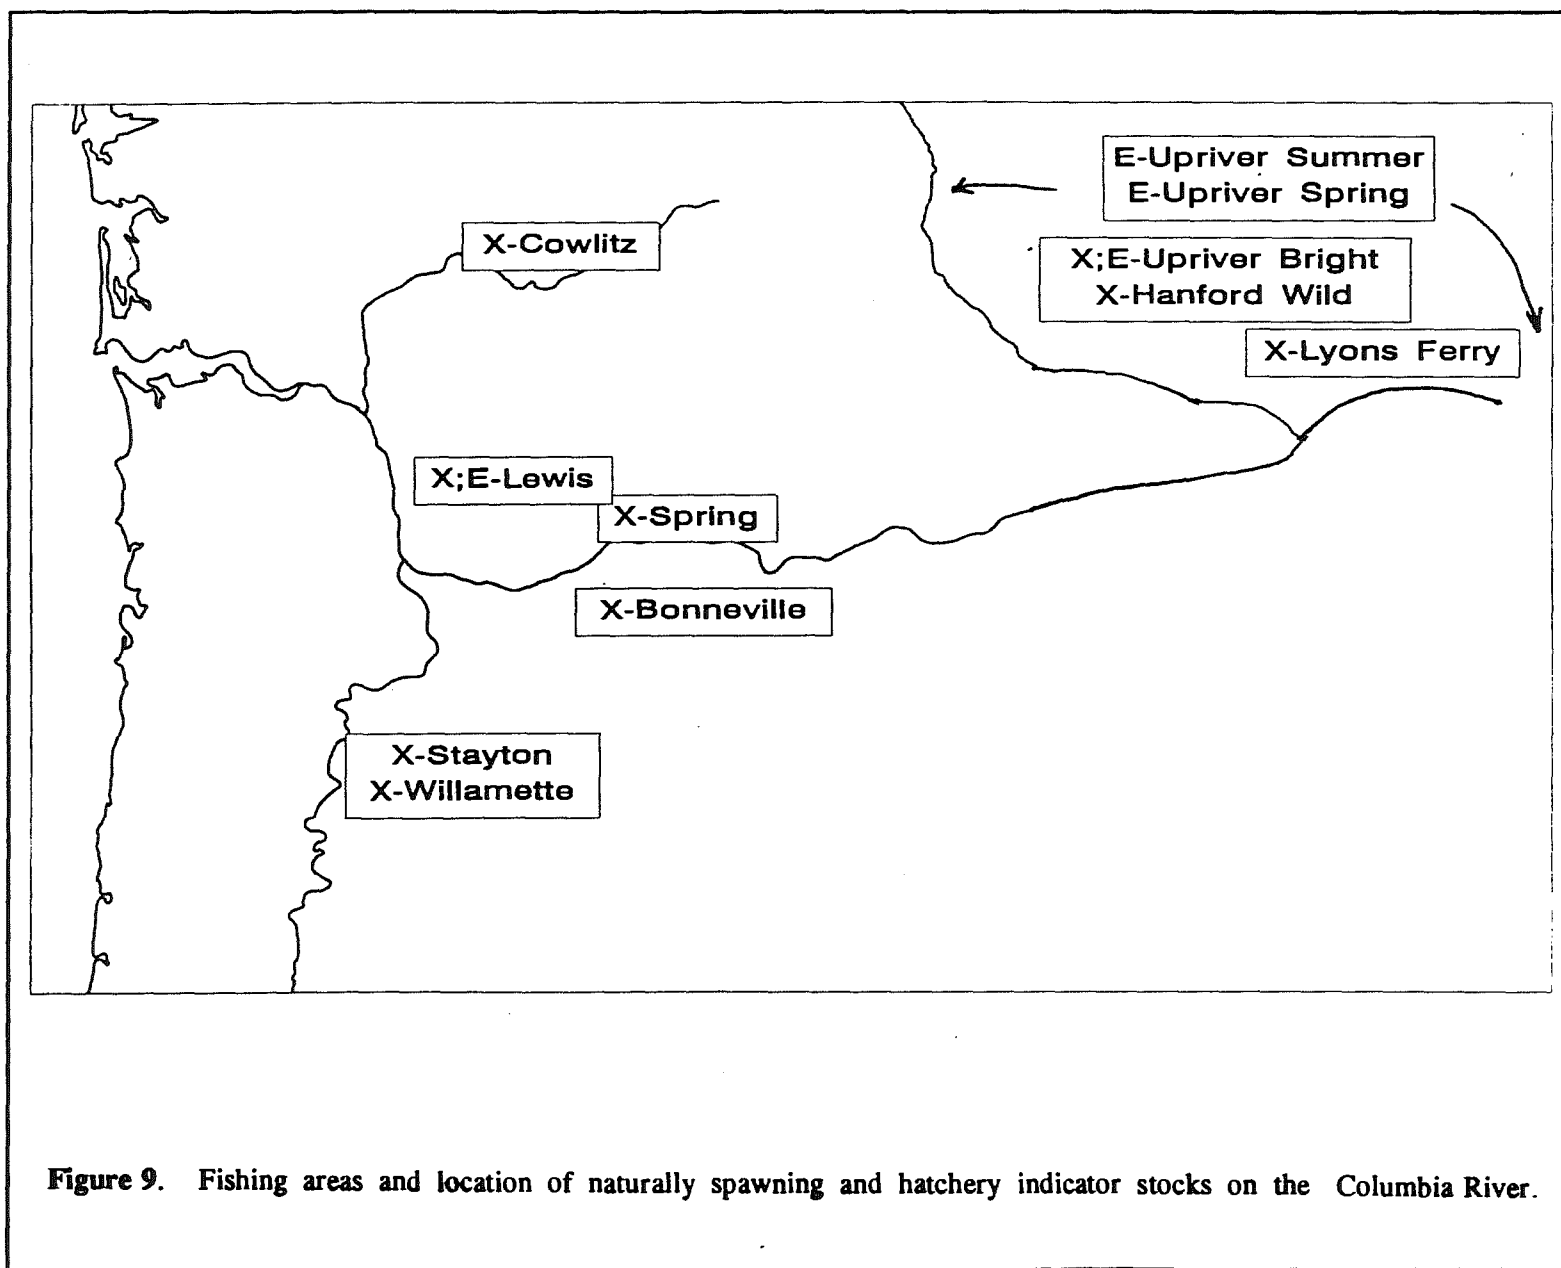 E-Upriver Summer
E-Upriver Spring
X-Cowlitz
X;E-Upriver Bright
X-Hanford Wild
X-Lyons Ferry
X;E-Lewis
X-Spring
X-Bonneville
X-Stayton
X-Willamette
Figure 9. Fishing areas and location of naturally spawning and hatchery indicator stocks on the Columbia River.